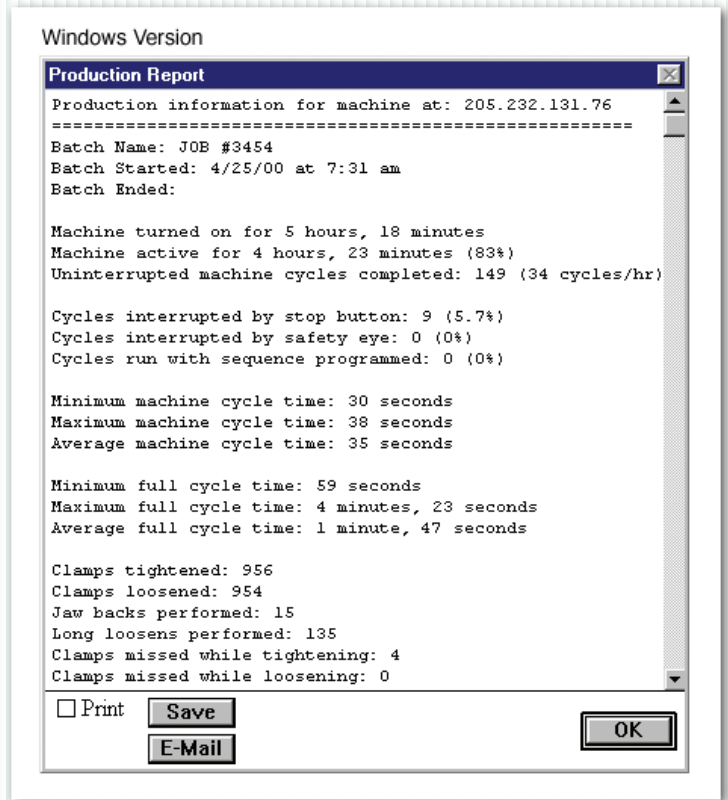 Windows Version
Production Report
Production information for machine at: 205.232.131.76
=======================================================
Batch Name: JOB #3454
Batch Started: 4/25/00 at 7:31 am
Batch Ended:
Machine turned on for 5 hours, 18 minutes
Machine active for 4 hours, 23 minutes (83%)
Uninterrupted machine cycles completed: 149 (34 cycles/hr)
Cycles interrupted by stop button: 9 (5.7%)
Cycles interrupted by safety eye: 0 (0%)
Cycles run with sequence programmed: 0 (0%)
Minimum machine cycle time: 30 seconds
Maximum machine cycle time: 38 seconds
Average machine cycle time: 35 seconds
Minimum full cycle time: 59 seconds
Maximum full cycle time: 4 minutes, 23 seconds
Average full cycle time: 1 minute, 47 seconds
Clamps tightened: 956
Clamps loosened: 954
Jaw backs performed: 15
Long loosens performed: 135
Clamps missed while tightening: 4
Clamps missed while loosening: 0
Print
Save
E-Mail
OK